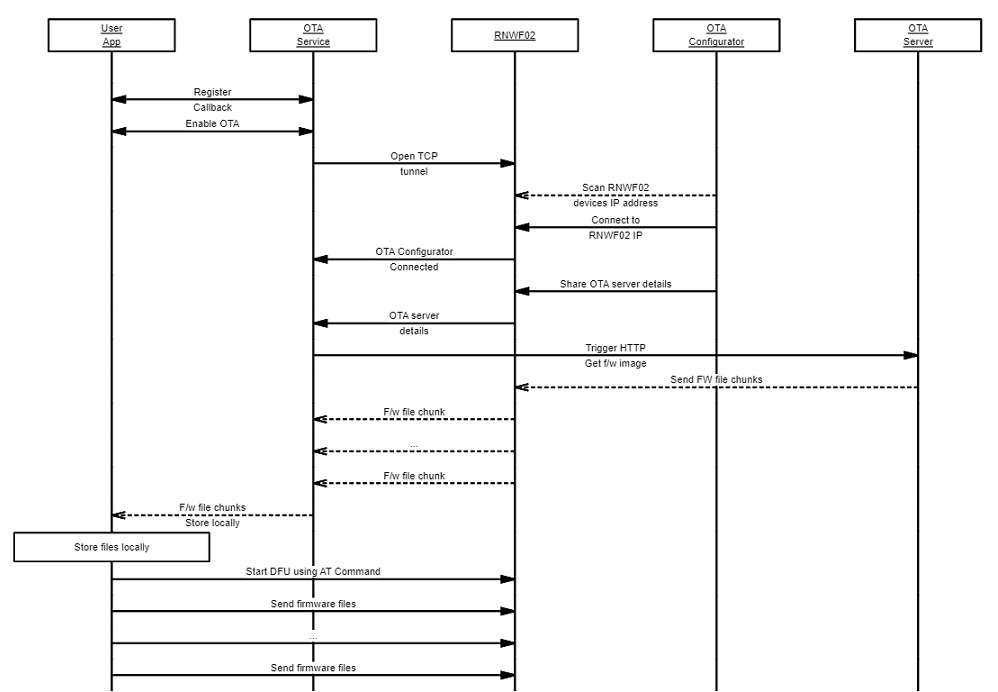 User
App
OTA
Service
RNWF02
OTA
Configurator
OTA
Server
Register
Callback
Enable OTA
Open TCP
tunnel
Scan RNWF02
devices IP address
Connect to
RNWF02 IP
OTA Configurator
Connected
Share OTA server details
OTA server
details
Trigger HTTP
Get f/w image
Send FW file chunks
F/w file chunk
...
F/w file chunk
F/w file chunks
Store locally
Store files locally
Start DFU using AT Command
Send firmware files
...
Send firmware files